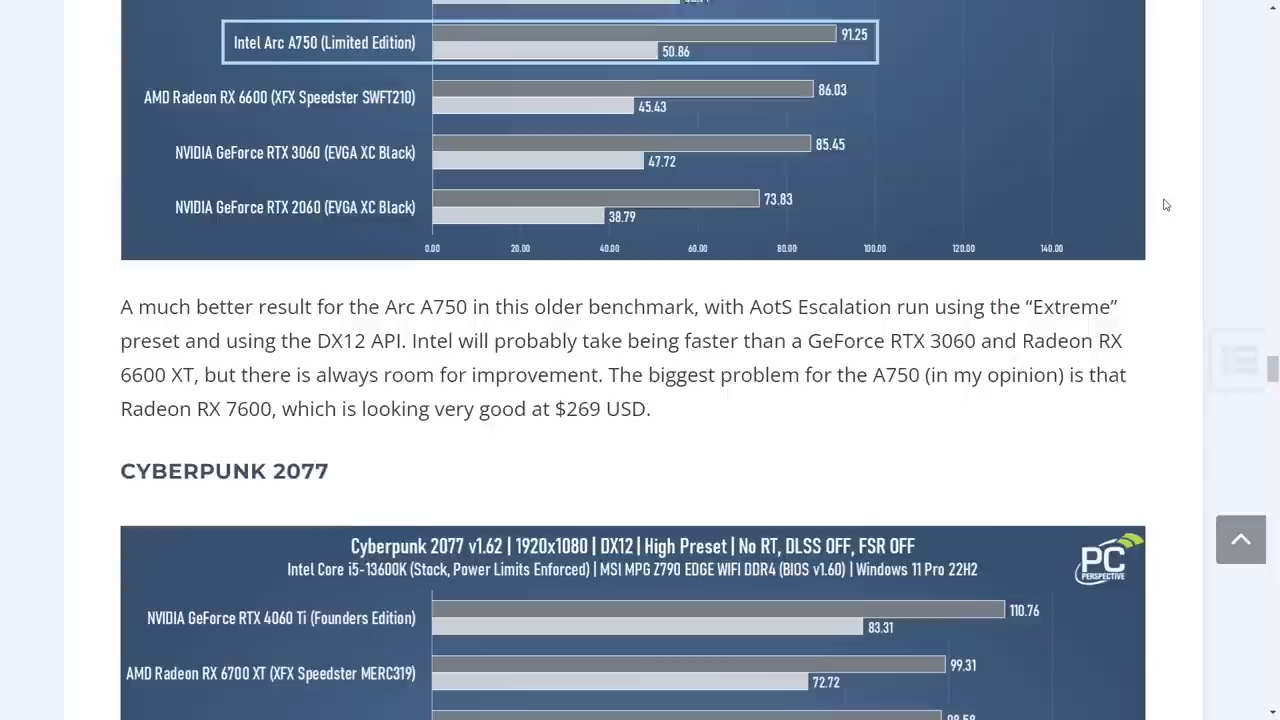 Intel Arc A750 (Limited Edition)
91.25
50.86
AMD Radeon RX 6600 (XFX Speedster SWFT210)
86.03
45.43
NVIDIA GeForce RTX 3060 (EVGA XC Black)
85.45
47.72
NVIDIA GeForce RTX 2060 (EVGA XC Black)
73.83
38.79
0.00 20.00 40.00 60.00 80.00 100.00 120.00 140.00
A much better result for the Arc A750 in this older benchmark, with AotS Escalation run using the “Extreme”
preset and using the DX12 API. Intel will probably take being faster than a GeForce RTX 3060 and Radeon RX
6600 XT, but there is always room for improvement. The biggest problem for the A750 (in my opinion) is that
Radeon RX 7600, which is looking very good at $269 USD.
CYBERPUNK 2077
Cyberpunk 2077 v1.62 | 1920x1080 | DX12 | High Preset | No RT, DLSS OFF, FSR OFF
Intel Core i5-13600K (Stock, Power Limits Enforced) | MSI MPG Z790 EDGE WIFI DDR4 (BIOS v1.60) | Windows 11 Pro 22H2
PC
PERSPECTIVE
NVIDIA GeForce RTX 4060 Ti (Founders Edition)
110.76
83.31
AMD Radeon RX 6700 XT (XFX Speedster MERC319)
99.31
72.72